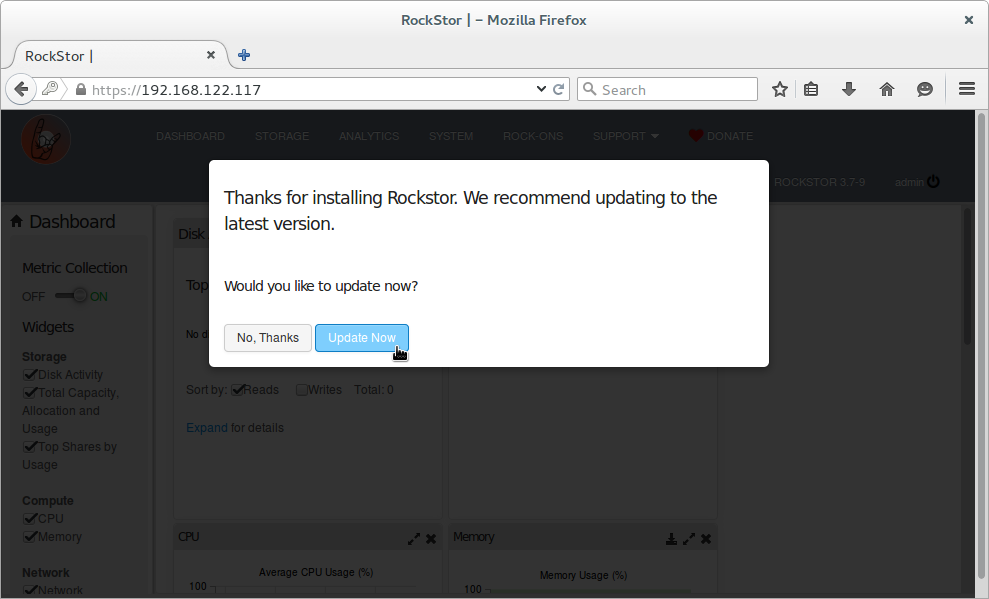 RockStor | - Mozilla Firefox
RockStor |
https://192.168.122.117
Search
DASHBOARD STORAGE ANALYTICS SYSTEM ROCK-ONS SUPPORT DONATE
ROCKSTOR 3.7-9 admin
Thanks for installing Rockstor. We recommend updating to the
latest version.
Would you like to update now?
No, Thanks Update Now
Dashboard
Metric Collection
OFF ON
Widgets
Storage
Disk Activity
Total Capacity,
Allocation and
Usage
Top Shares by
Usage
Compute
CPU
Memory
Network
Network
Disk
Top
No d
Sort by: Reads Writes Total: 0
Expand for details
CPU
Average CPU Usage (%)
100
Memory
Memory Usage (%)
100